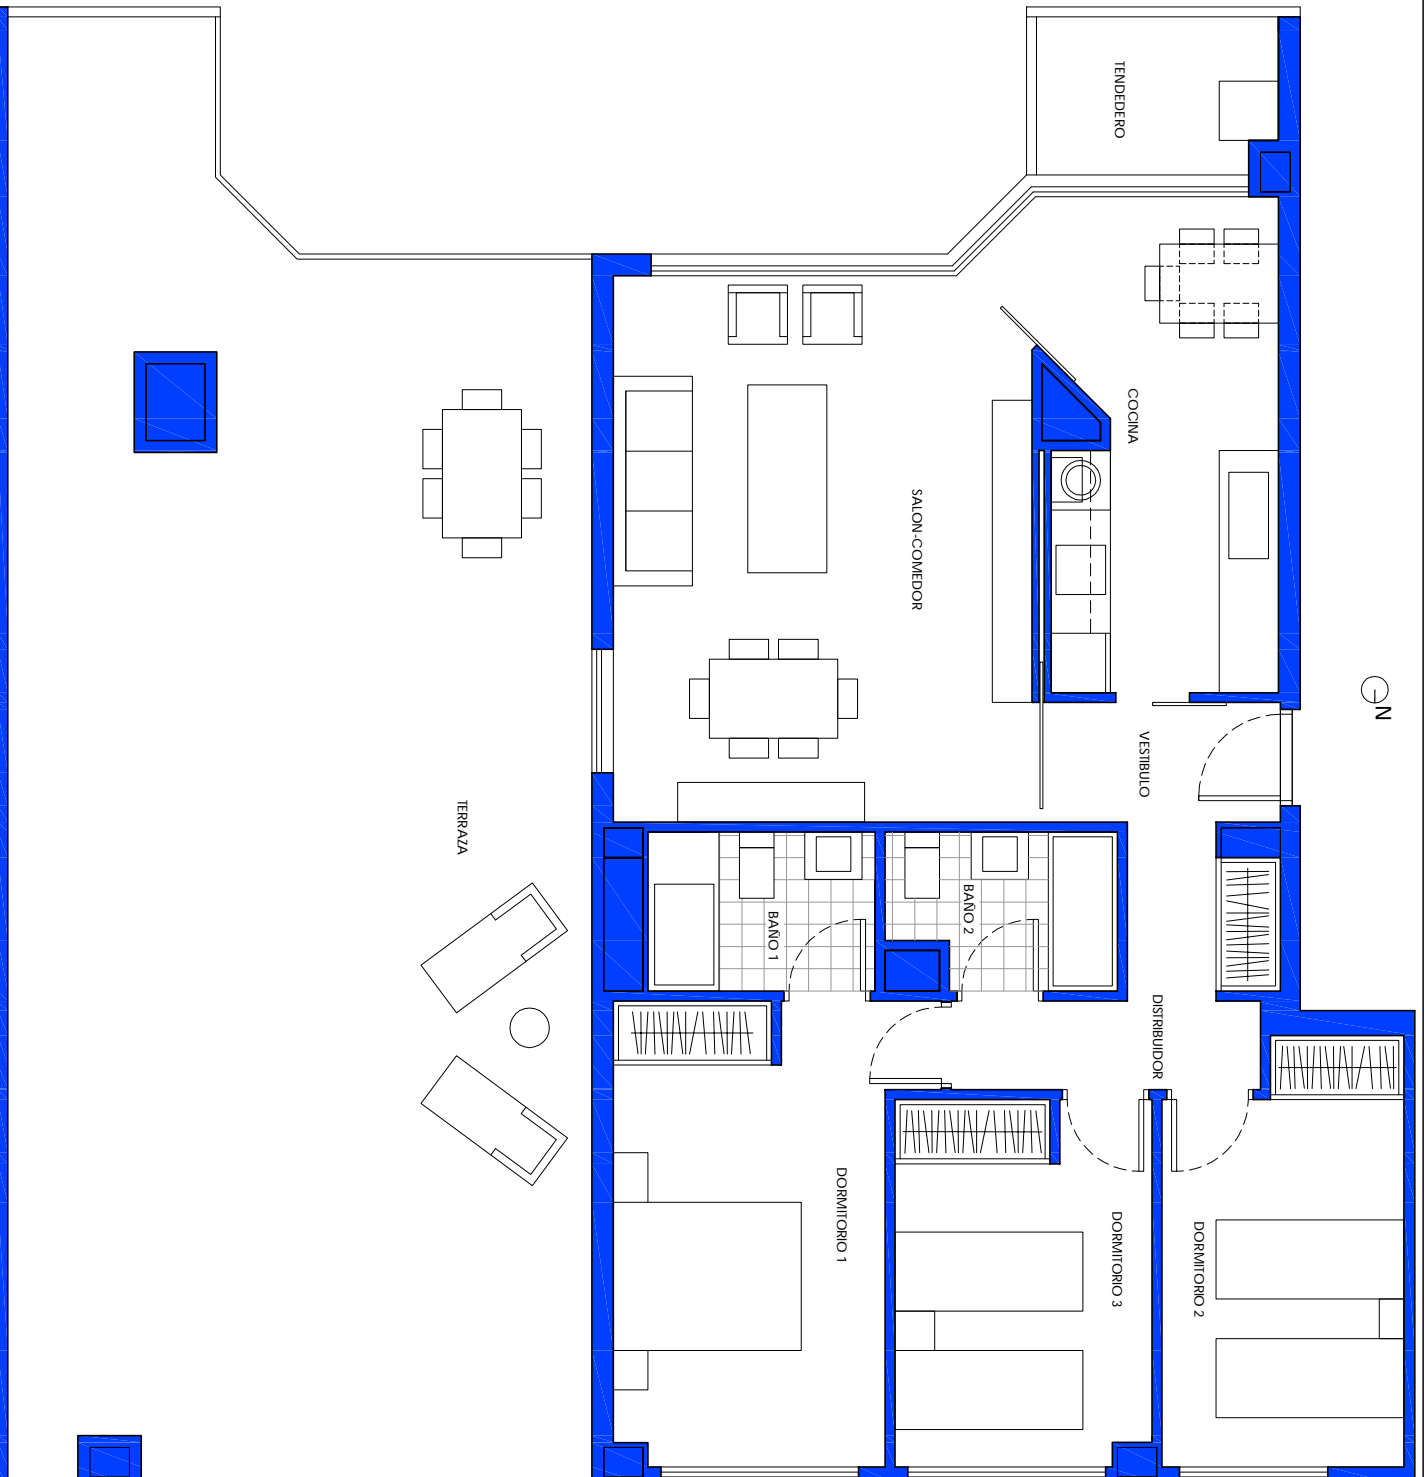 TENDEDERO
COCINA
SALON-COMEDOR
N
VESTIBULO
TERRAZA
BAÑO 1
BAÑO 2
DISTRIBUIDOR
DORMITORIO 1
DORMITORIO 3
DORMITORIO 2